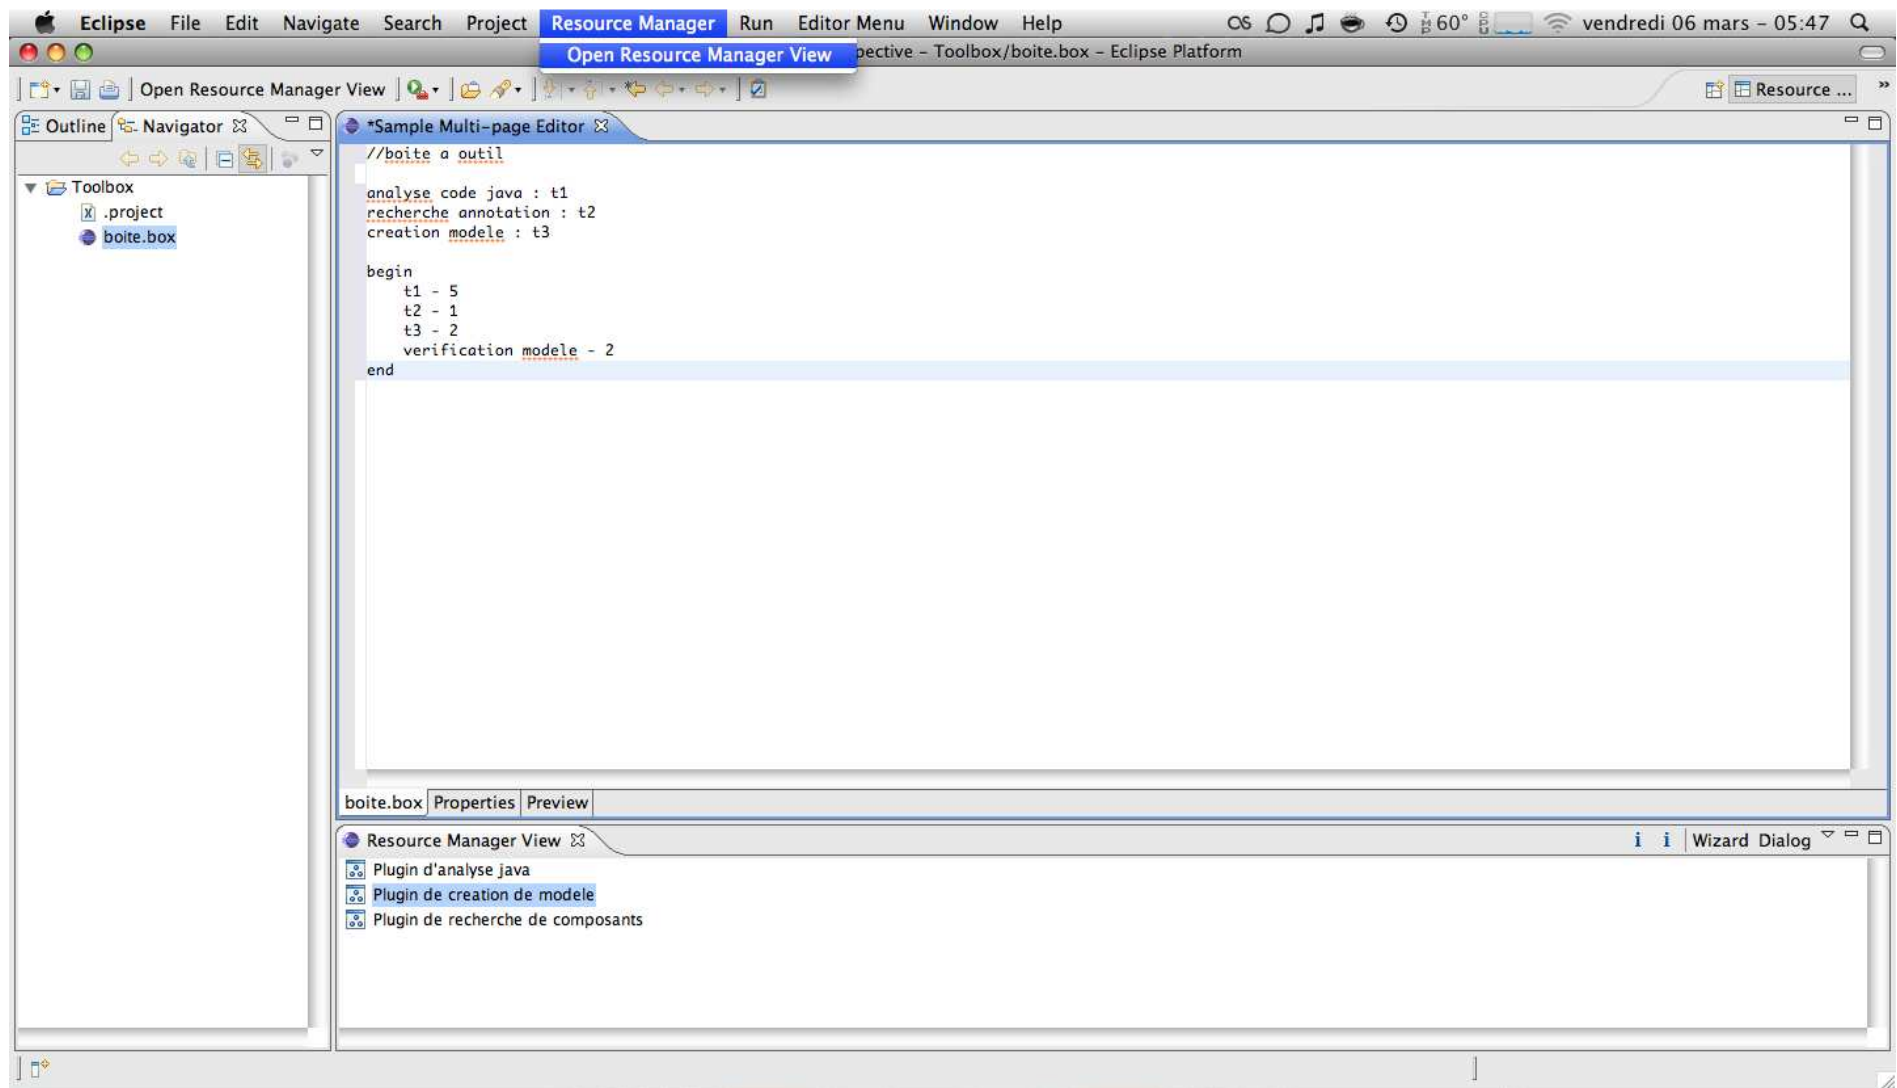 Eclipse File Edit Navigate Search Project Resource Manager Run Editor Menu Window Help 60° vendredi 06 mars - 05:47
Open Resource Manager View
pective - Toolbox/boite.box - Eclipse Platform
Open Resource Manager View Resource ... »
Outline Navigator
*Sample Multi-page Editor
Toolbox
.project
boite.box
//boite a outil
analyse code java : t1
recherche annotation : t2
creation modele : t3
begin
t1 - 5
t2 - 1
t3 - 2
verification modele - 2
end
boite.box Properties Preview
Resource Manager View i i Wizard Dialog
Plugin d'analyse java
Plugin de creation de modele
Plugin de recherche de composants